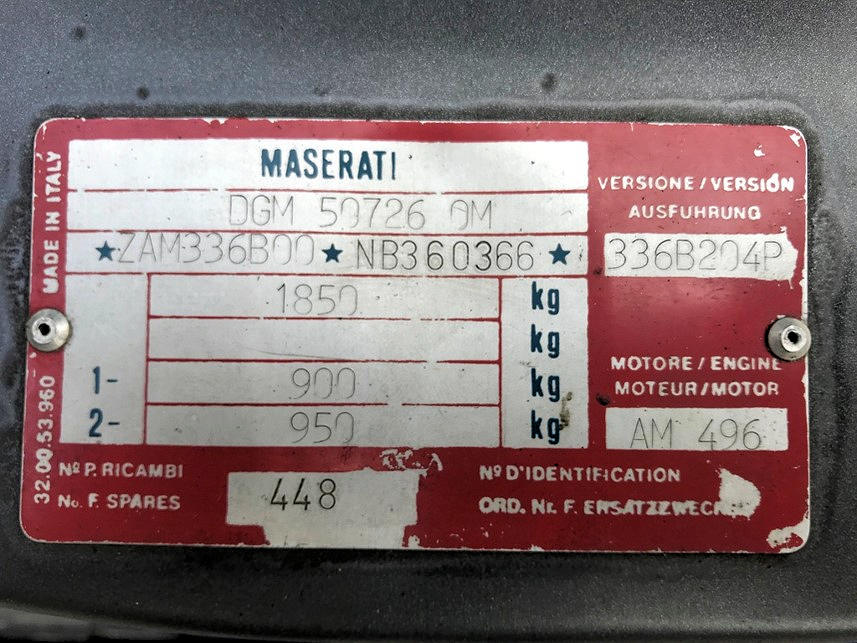 MADE IN ITALY
32.00.53.960
MASERATI
DGM 50726 OM
★ZAM336B00★NB360366★
1850 kg
kg
1- 900 kg
2- 950 kg
VERSIONE/VERSIÓN
AUSFUHRUNG
336B204P
MOTORE/ENGINE
MOTEUR/MOTOR
AM 496
Nº P. RICAMBI
No. F. SPARES
448
Nº D'IDENTIFICATION
ORD. Nr. F. ERSATZZWECK